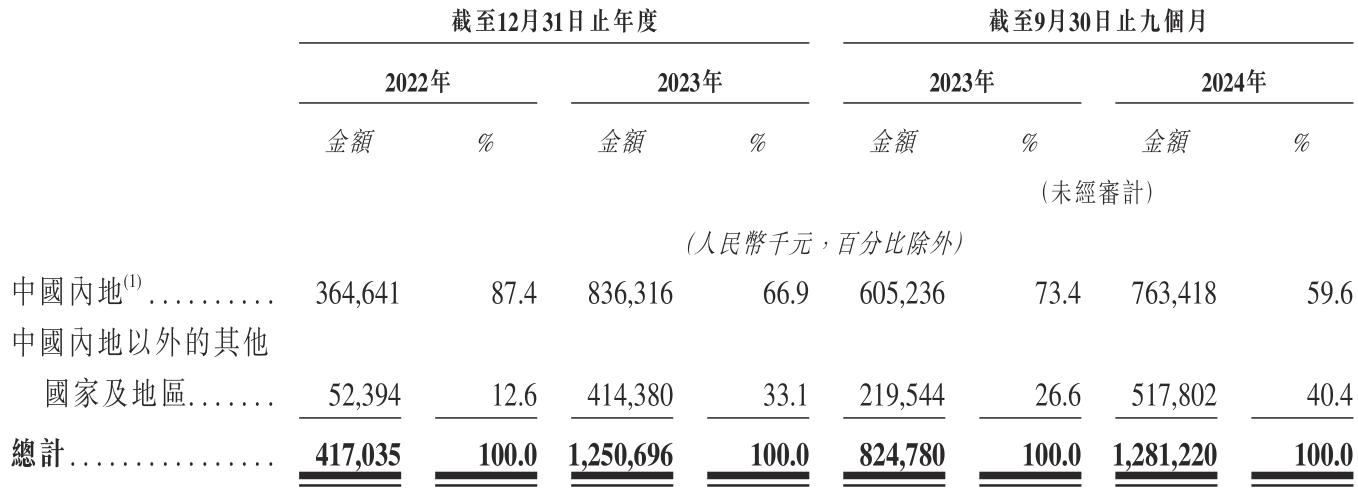 截至12月31日止年度 截至9月30日止九個月
2022年 2023年 2023年 2024年
金額 % 金額 % 金額 % 金額 %
(未經審計)
(人民幣千元，百分比除外)
中國內地(1).......... 364,641 87.4 836,316 66.9 605,236 73.4 763,418 59.6
中國內地以外的其他
國家及地區....... 52,394 12.6 414,380 33.1 219,544 26.6 517,802 40.4
總計................ 417,035 100.0 1,250,696 100.0 824,780 100.0 1,281,220 100.0